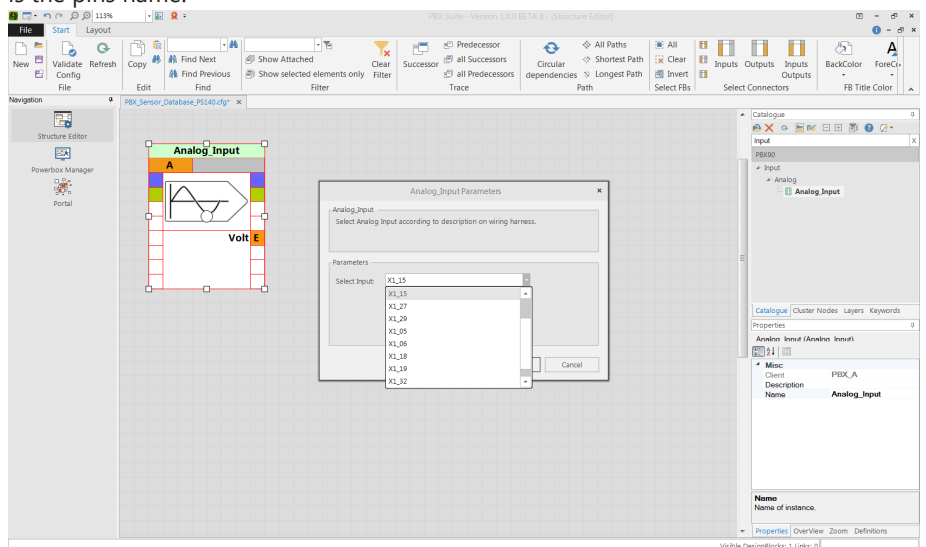 is the pins name.
113%
PBX Suite - Version 1.4.0 BETA 8 - [Structure Editor]
File Start Layout
New
Validate Config
Refresh
File
Copy
Edit
Find Next
Find Previous
Find
Show Attached
Show selected elements only
Clear Filter
Filter
Successor
Predecessor
all Successors
all Predecessors
Trace
Circular dependencies
All Paths
Shortest Path
Longest Path
Path
All
Clear
Invert
Select FBs
Inputs
Outputs
Inputs Outputs
Select Connectors
BackColor
FB Title Color
Navigation
PBX_Sensor_Database_PS140.cfg*
Structure Editor
Powerbox Manager
Portal
Analog_Input
A
Volt E
Analog_Input Parameters
Analog_Input
Select Analog Input according to description on wiring harness.
Parameters
Select Input: X1_15
X1_15
X1_27
X1_29
X1_05
X1_06
X1_18
X1_19
X1_32
Cancel
Catalogue
Input X
PBX90
Input
Analog
Analog_Input
Catalogue Cluster Nodes Layers Keywords
Properties
Analog_Input (Analog_Input)
Misc
Client PBX_A
Description
Name Analog_Input
Name
Name of instance.
Properties OverView Zoom Definitions
Visible DesignBlocks: 1 Links: 0